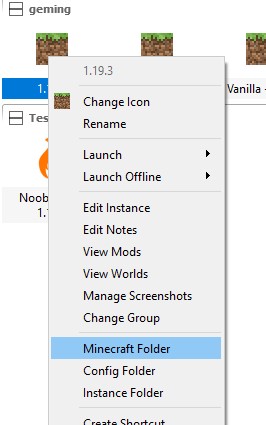 geming
1.1
Vanilla -
Tes
Noob
1.
1.19.3
Change Icon
Rename
Launch
Launch Offline
Edit Instance
Edit Notes
View Mods
View Worlds
Manage Screenshots
Change Group
Minecraft Folder
Config Folder
Instance Folder
Create Shortcut